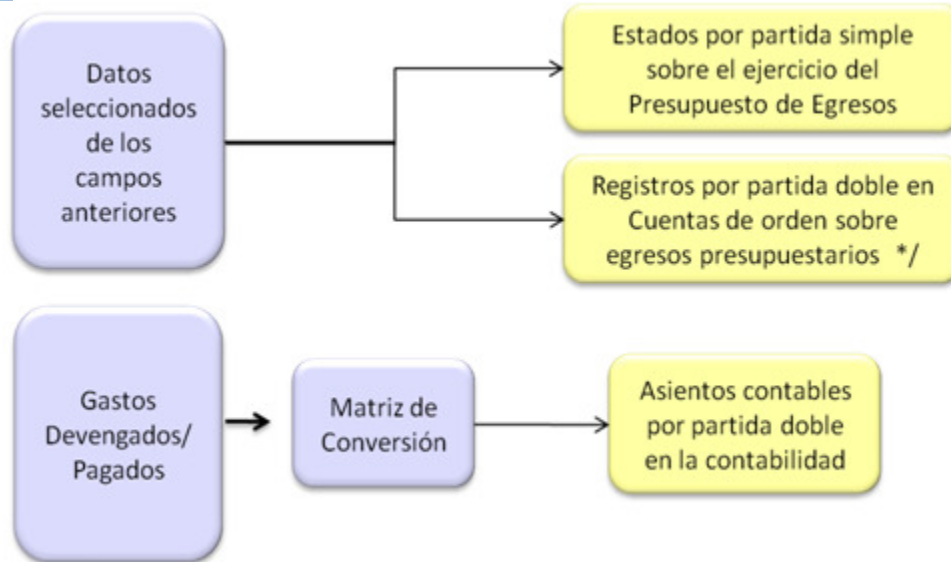 Datos
seleccionados
de los
campos
anteriores
Estados por partida simple
sobre el ejercicio del
Presupuesto de Egresos
Registros por partida doble en
Cuentas de orden sobre
egresos presupuestarios */
Gastos
Devengados/
Pagados
Matriz de
Conversión
Asientos contables
por partida doble
en la contabilidad